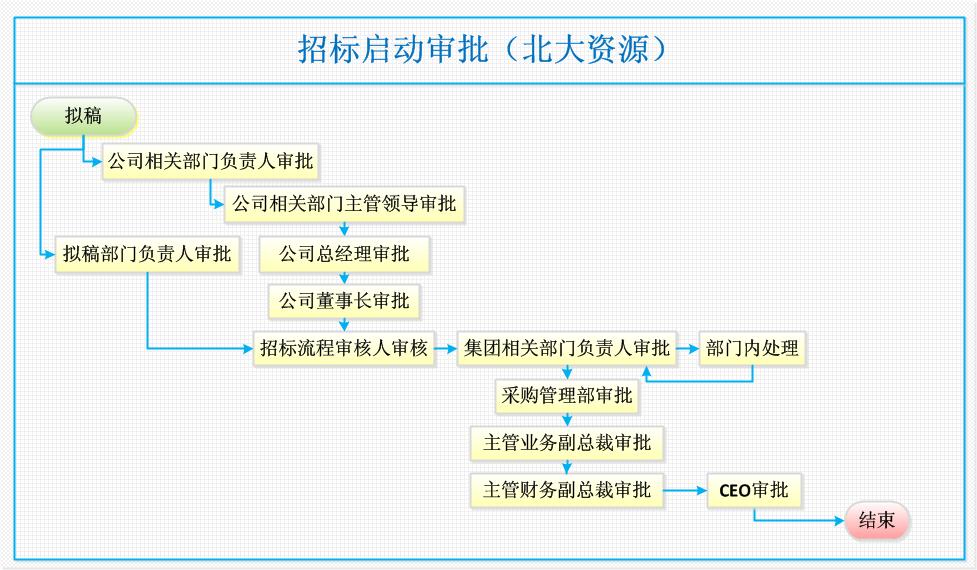 招标启动审批（北大资源）
拟稿
公司相关部门负责人审批
公司相关部门主管领导审批
拟稿部门负责人审批
公司总经理审批
公司董事长审批
招标流程审核人审核
集团相关部门负责人审批
部门内处理
采购管理部审批
主管业务副总裁审批
主管财务副总裁审批
CEO审批
结束